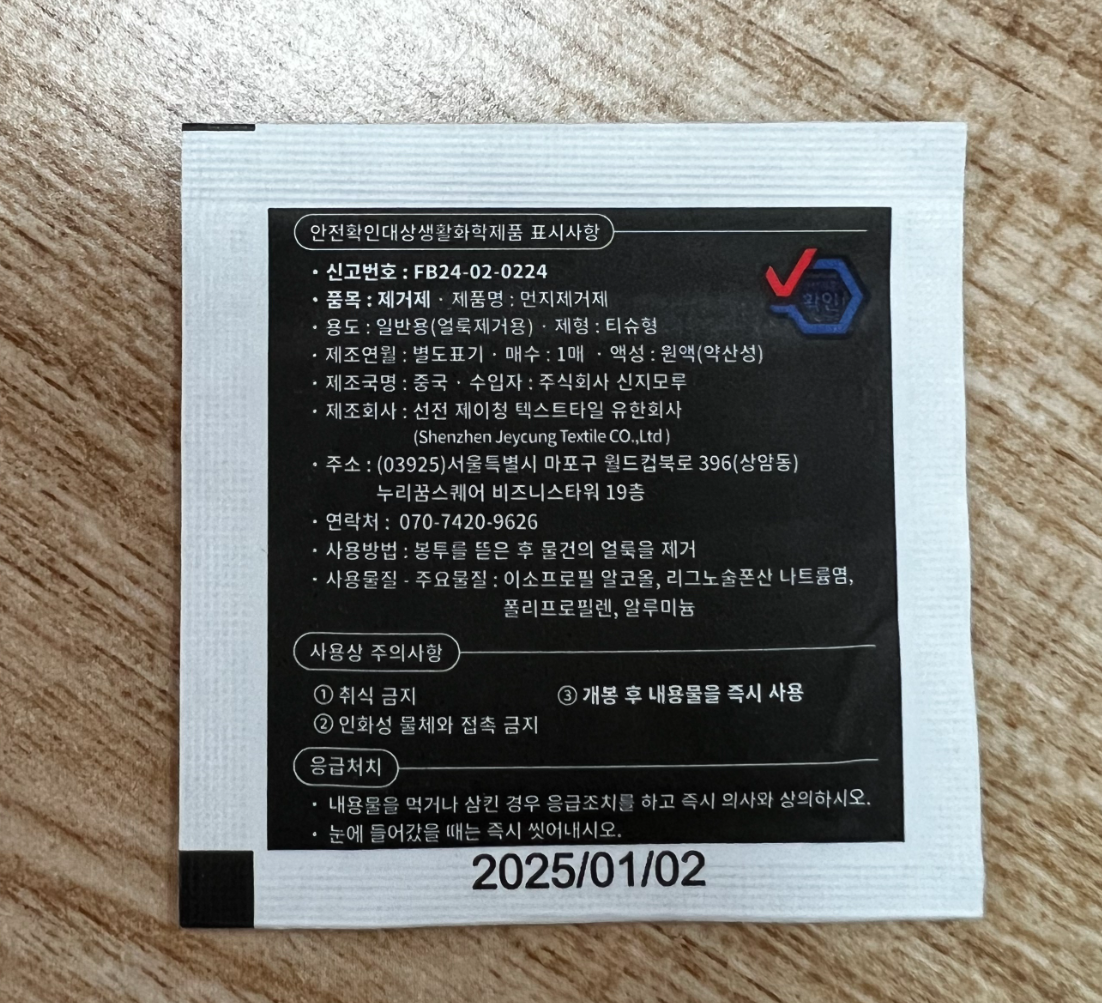 안전확인대상생활화학제품 표시사항
· 신고번호 : FB24-02-0224
확인
· 품목 : 제거제 · 제품명 : 먼지제거제
· 용도 : 일반용(얼룩제거용) · 제형 : 티슈형
· 제조연월 : 별도표기 · 매수 : 1매 · 액성 : 원액(약산성)
· 제조국명 : 중국 · 수입자 : 주식회사 신지모루
· 제조회사 : 선전 제이청 텍스트타일 유한회사
(Shenzhen Jeycung Textile CO.,Ltd )
· 주소 : (03925)서울특별시 마포구 월드컵북로 396(상암동)
누리꿈스퀘어 비즈니스타워 19층
· 연락처 : 070-7420-9626
· 사용방법 : 봉투를 뜯은 후 물건의 얼룩을 제거
· 사용물질 · 주요물질 : 이소프로필 알코올, 리그노술폰산 나트륨염,
폴리프로필렌, 알루미늄
사용상 주의사항
① 취식 금지
③ 개봉 후 내용물을 즉시 사용
② 인화성 물체와 접촉 금지
응급처치
· 내용물을 먹거나 삼킨 경우 응급조치를 하고 즉시 의사와 상의하시오.
· 눈에 들어갔을 때는 즉시 씻어내시오.
2025/01/02